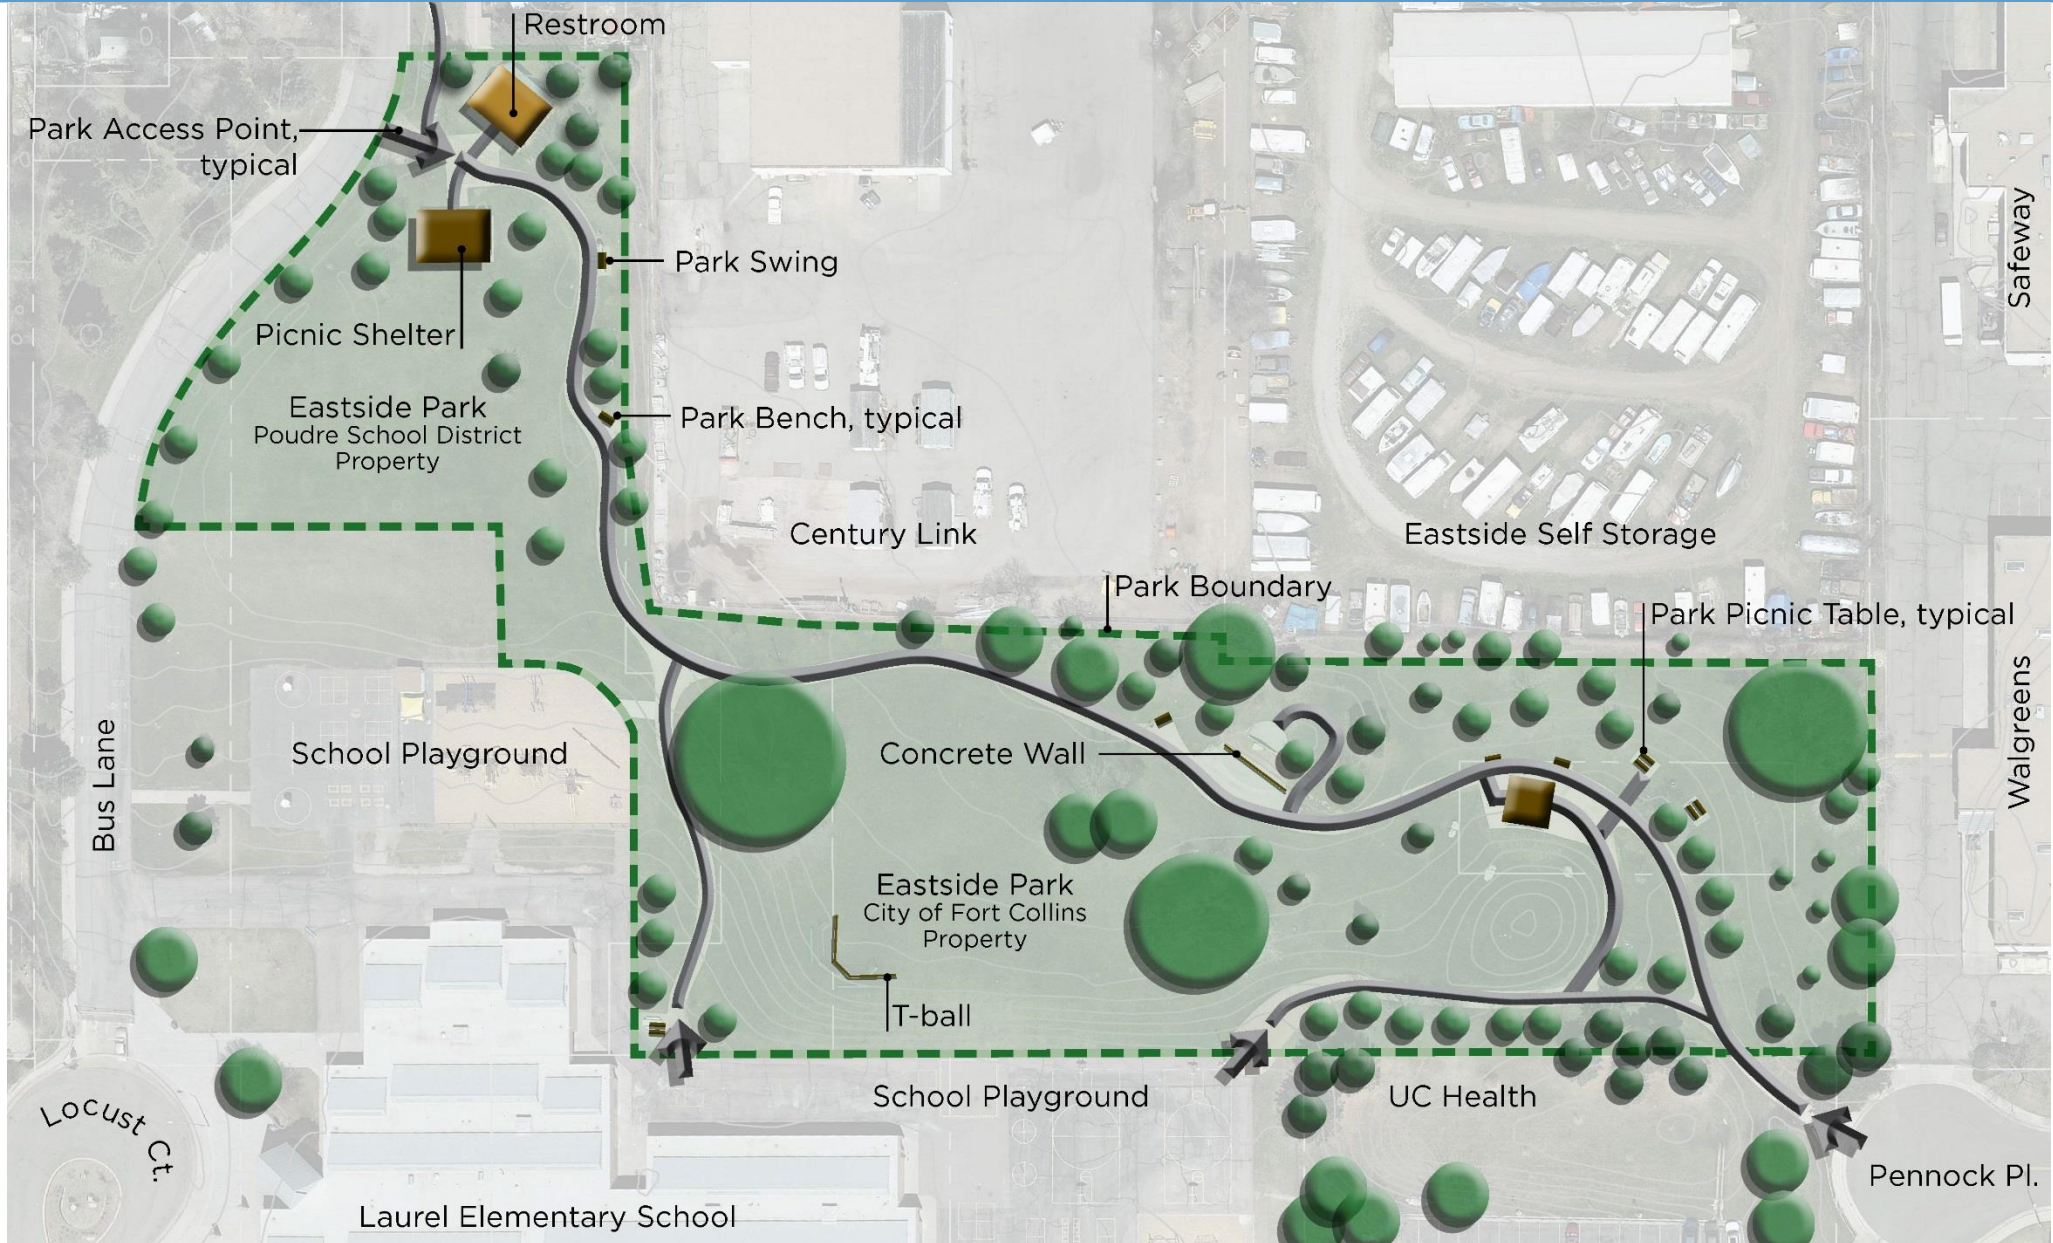 Restroom
Park Access Point,
typical
Park Swing
Safeway
Picnic Shelter
Eastside Park
Poudre School District
Property
Park Bench, typical
Century Link
Eastside Self Storage
Park Boundary
Park Picnic Table, typical
Bus Lane
School Playground
Concrete Wall
Walgreens
Eastside Park
City of Fort Collins
Property
T-ball
School Playground
UC Health
Locust Ct.
Pennock Pl.
Laurel Elementary School